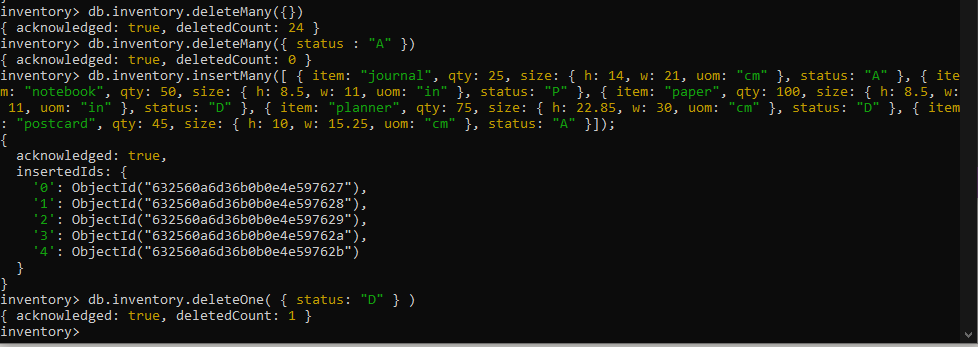 inventory> db.inventory.deleteMany({})
{ acknowledged: true, deletedCount: 24 }
inventory> db.inventory.deleteMany({ status : "A" })
{ acknowledged: true, deletedCount: 0 }
inventory> db.inventory.insertMany([ { item: "journal", qty: 25, size: { h: 14, w: 21, uom: "cm" }, status: "A" }, { ite
m: "notebook", qty: 50, size: { h: 8.5, w: 11, uom: "in" }, status: "P" }, { item: "paper", qty: 100, size: { h: 8.5, w:
 11, uom: "in" }, status: "D" }, { item: "planner", qty: 75, size: { h: 22.85, w: 30, uom: "cm" }, status: "D" }, { item
: "postcard", qty: 45, size: { h: 10, w: 15.25, uom: "cm" }, status: "A" }]);
{
  acknowledged: true,
  insertedIds: {
    '0': ObjectId("632560a6d36b0b0e4e597627"),
    '1': ObjectId("632560a6d36b0b0e4e597628"),
    '2': ObjectId("632560a6d36b0b0e4e597629"),
    '3': ObjectId("632560a6d36b0b0e4e59762a"),
    '4': ObjectId("632560a6d36b0b0e4e59762b")
  }
}
inventory> db.inventory.deleteOne( { status: "D" } )
{ acknowledged: true, deletedCount: 1 }
inventory>